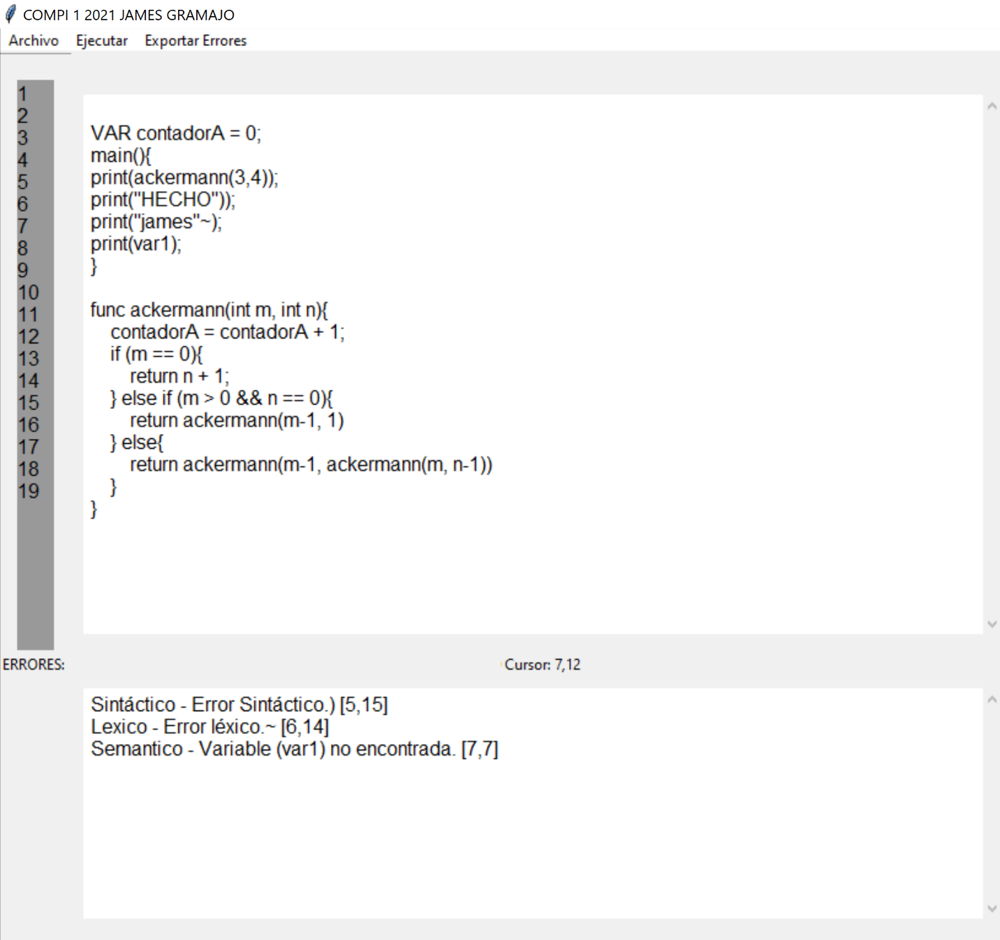 COMPI 1 2021 JAMES GRAMAJO
Archivo Ejecutar Exportar Errores
1
2
3
4
5
6
7
8
9
10
11
12
13
14
15
16
17
18
19
VAR contadorA = 0;
main(){
print(ackermann(3,4));
print("HECHO"));
print("james"~);
print(var1);
}
func ackermann(int m, int n){
contadorA = contadorA + 1;
if (m == 0){
return n + 1;
} else if (m > 0 && n == 0){
return ackermann(m-1, 1)
} else{
return ackermann(m-1, ackermann(m, n-1))
}
}
ERRORES: Cursor: 7,12
Sintáctico - Error Sintáctico.) [5,15]
Lexico - Error léxico.~ [6,14]
Semantico - Variable (var1) no encontrada. [7,7]